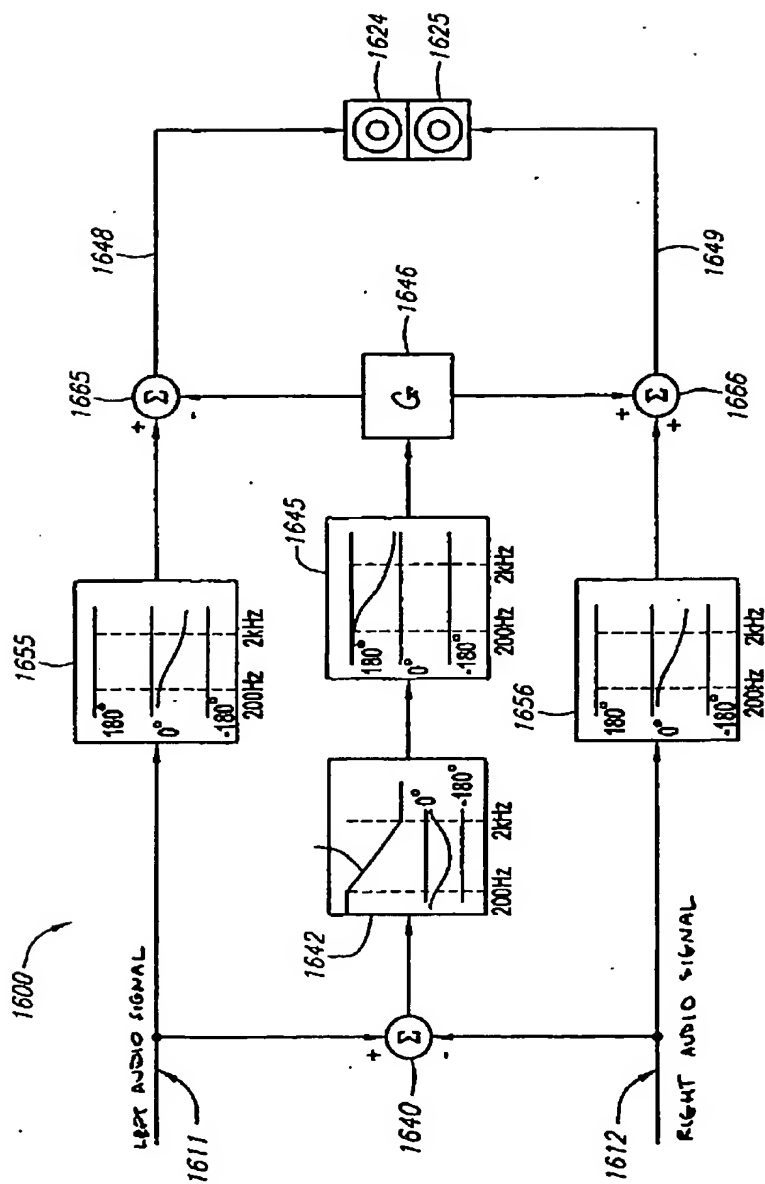 1600
LEFT AUDIO SIGNAL
1611
1655
180°
0°
-180°
200Hz
2kHz
1665
+
-
Σ
1648
1624
1625
1640
+
-
Σ
1642
0°
-180°
200Hz
2kHz
1645
180°
0°
-180°
200Hz
2kHz
1646
G
1612
RIGHT AUDIO SIGNAL
1656
180°
0°
-180°
200Hz
2kHz
+
+
Σ
1666
1649